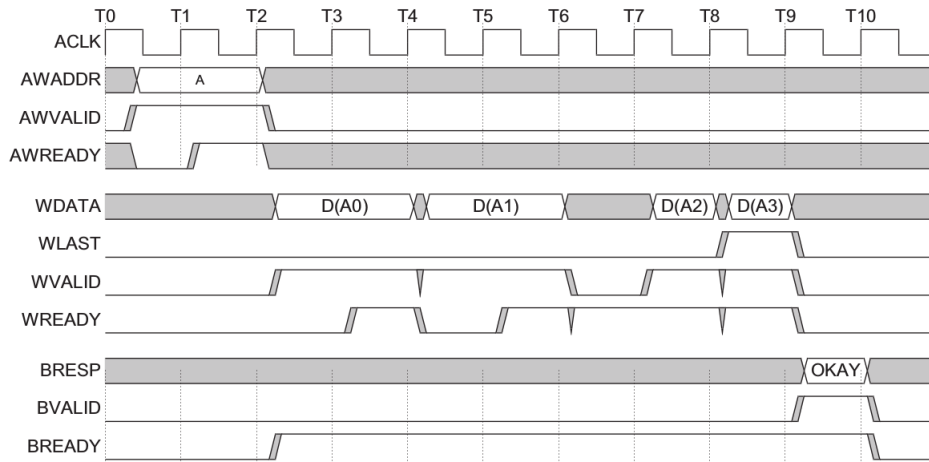 T0 T1 T2 T3 T4 T5 T6 T7 T8 T9 T10
ACLK
AWADDR A
AWVALID
AWREADY
WDATA D(A0) D(A1) D(A2) D(A3)
WLAST
WVALID
WREADY
BRESP OKAY
BVALID
BREADY